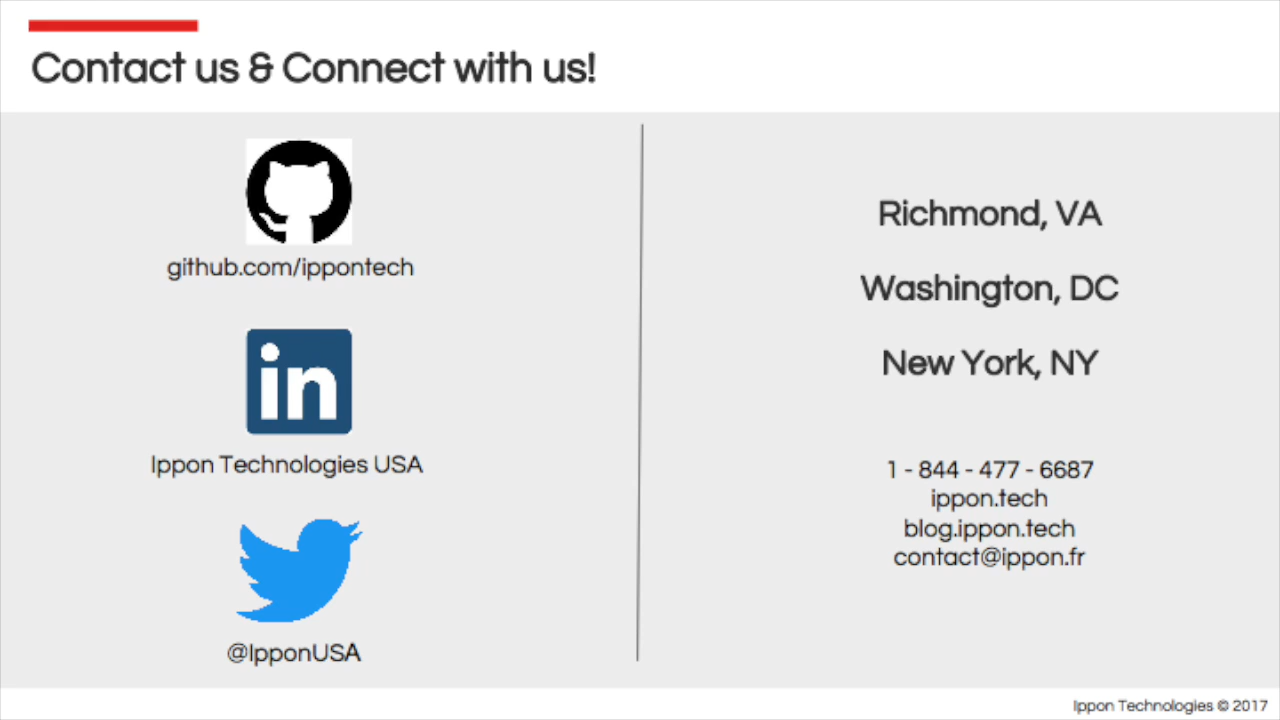 Contact us & Connect with us!
github.com/ippontech
in
Ippon Technologies USA
@IpponUSA
Richmond, VA
Washington, DC
New York, NY
1 - 844 - 477 - 6687
ippon.tech
blog.ippon.tech
contact@ippon.fr
Ippon Technologies © 2017